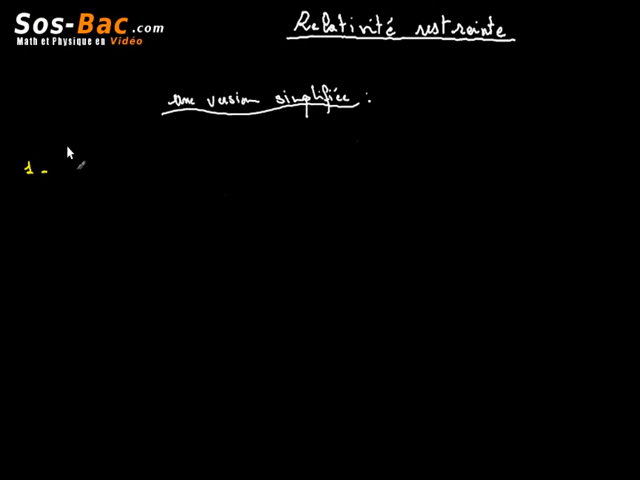 Sos-Bac.com
Math et Physique en Vidéo
Relativité restreinte
Une version simplifiée :
1 -